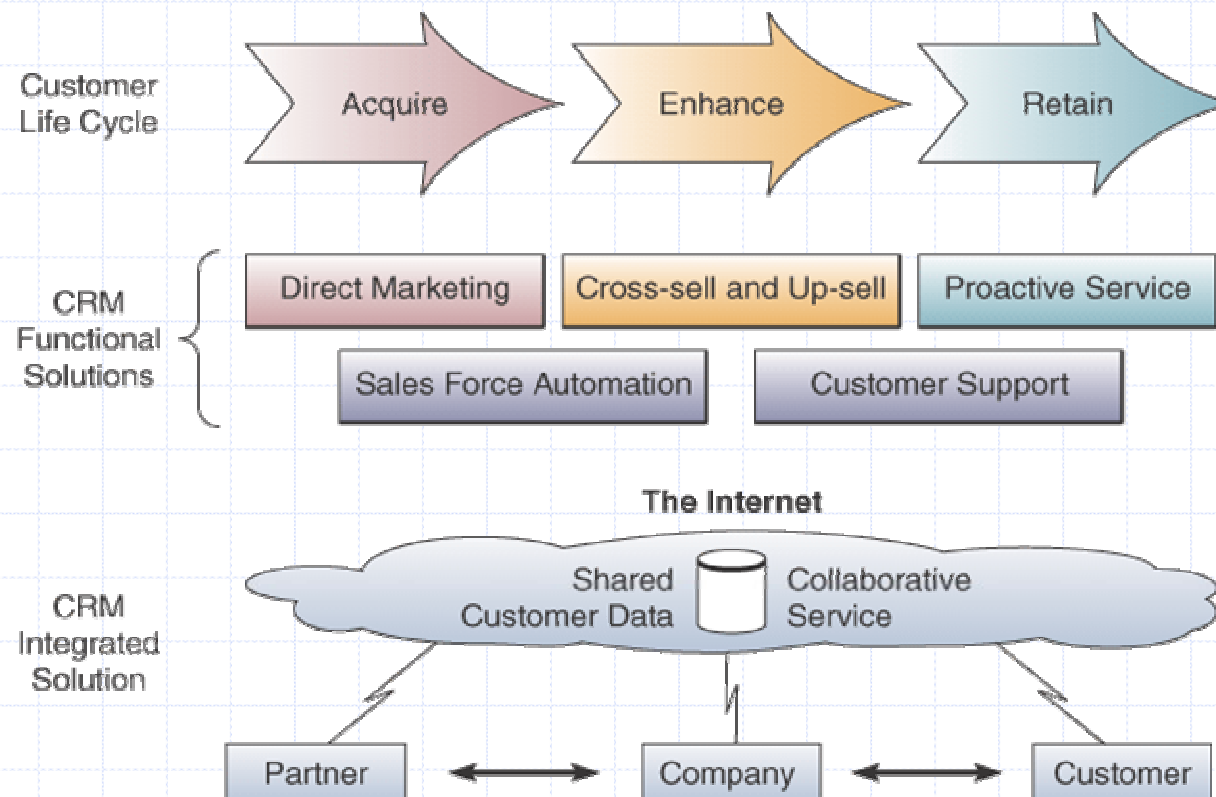 Customer
Life Cycle
Acquire
Enhance
Retain
CRM
Functional
Solutions
Direct Marketing
Cross-sell and Up-sell
Proactive Service
Sales Force Automation
Customer Support
The Internet
CRM
Integrated
Solution
Shared
Customer Data
Collaborative
Service
Partner
Company
Customer